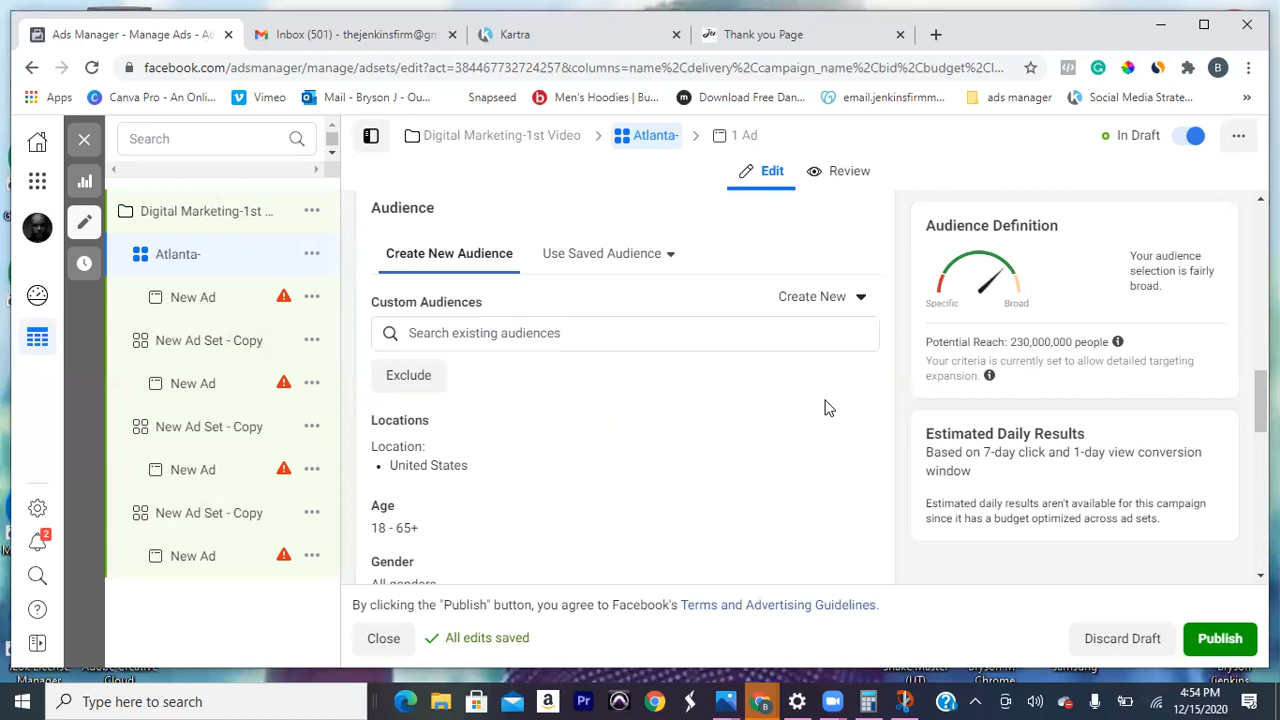 Ads Manager - Manage Ads - Ad
Inbox (501) - thejenkinsfirm@gm
Kartra
Thank you Page
facebook.com/adsmanager/manage/adsets/edit?act=384467732724257&columns=name%2Cdelivery%2Ccampaign_name%2Cbid%2Cbudget%2Cl...
B
Apps
Canva Pro - An Onli...
Vimeo
Mail - Bryson J - Ou...
Snapseed
Men's Hoodies | Bu...
Download Free Dan...
email.jenkinsfirmm...
ads manager
Social Media Strate...
»
Search
Digital Marketing-1st Video
Atlanta-
1 Ad
In Draft
Edit
Review
Digital Marketing-1st ...
Atlanta-
New Ad
New Ad Set - Copy
New Ad
New Ad Set - Copy
New Ad
New Ad Set - Copy
New Ad
2
Audience
Create New Audience
Use Saved Audience
Custom Audiences
Create New
Search existing audiences
Exclude
Locations
Location:
• United States
Age
18 - 65+
Gender
All genders
Audience Definition
Specific
Broad
Your audience
selection is fairly
broad.
Potential Reach: 230,000,000 people
Your criteria is currently set to allow detailed targeting
expansion.
Estimated Daily Results
Based on 7-day click and 1-day view conversion
window
Estimated daily results aren't available for this campaign
since it has a budget optimized across ad sets.
By clicking the "Publish" button, you agree to Facebook's Terms and Advertising Guidelines.
Close
All edits saved
Discard Draft
Publish
Manager
Cloud
Chrome
Type here to search
4:54 PM
12/15/2020